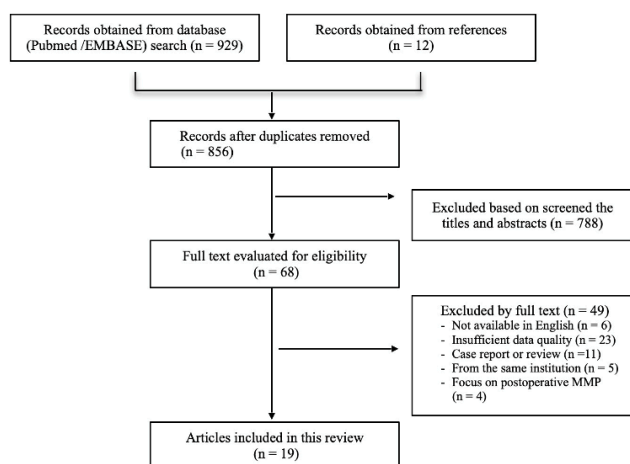 Records obtained from database
(Pubmed /EMBASE) search (n = 929)
Records obtained from references
(n = 12)
Records after duplicates removed
(n = 856)
Excluded based on screened the
titles and abstracts (n = 788)
Full text evaluated for eligibility
(n = 68)
Excluded by full text (n = 49)
- Not available in English (n = 6)
- Insufficient data quality (n = 23)
- Case report or review (n =11)
- From the same institution (n = 5)
- Focus on postoperative MMP
(n = 4)
Articles included in this review
(n = 19)